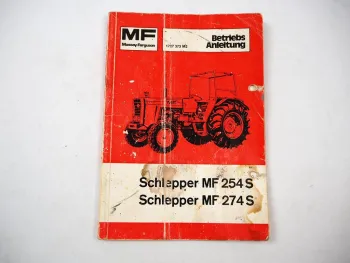 MF
Massey Ferguson
Betriebs
Anleitung
Schlepper MF 254 S
Schlepper MF 274 S